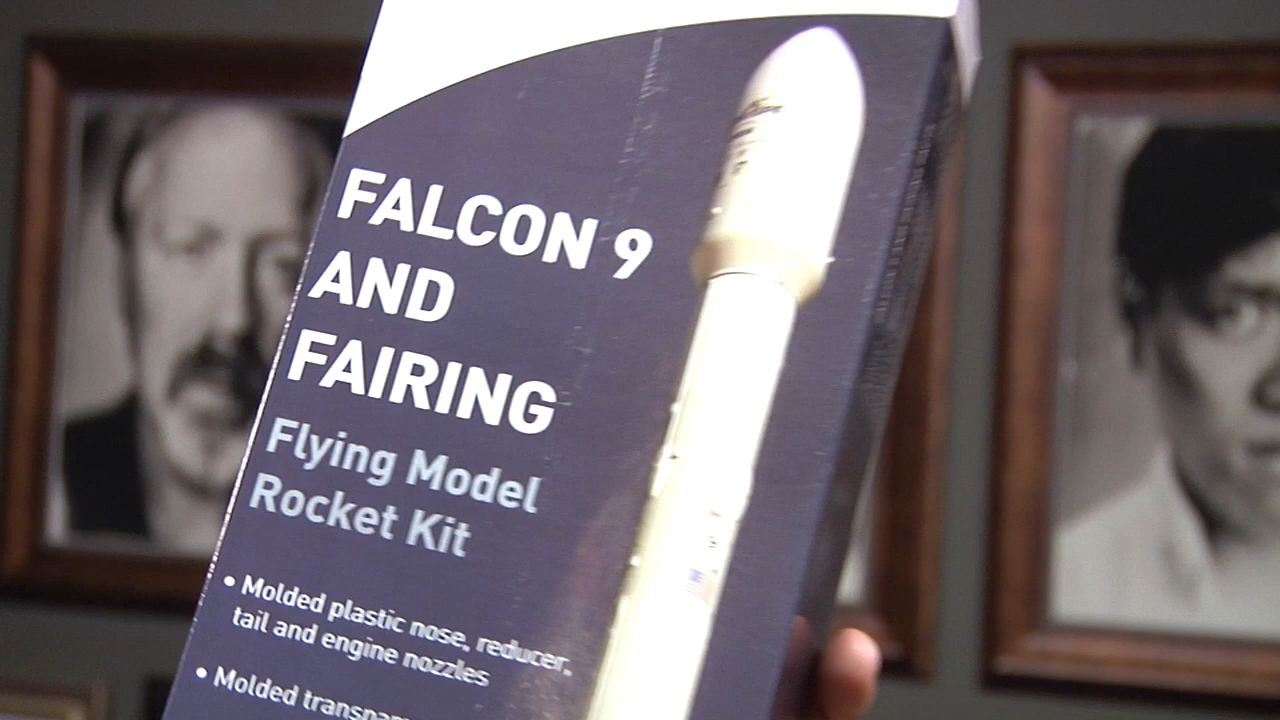 FALCON 9
AND
FAIRING
Flying Model
Rocket Kit
• Molded plastic nose, reducer,
tail and engine nozzles
• Molded